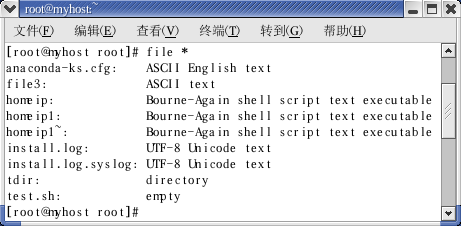 root@myhost:~
文件(F) 编辑(E) 查看(V) 终端(T) 转到(G) 帮助(H)
[root@myhost root]# file *
anaconda-ks.cfg: ASCII English text
file3: ASCII text
homeip: Bourne-Again shell script text executable
homeip1: Bourne-Again shell script text executable
homeip1~: Bourne-Again shell script text executable
install.log: UTF-8 Unicode text
install.log.syslog: UTF-8 Unicode text
tdir: directory
test.sh: empty
[root@myhost root]#